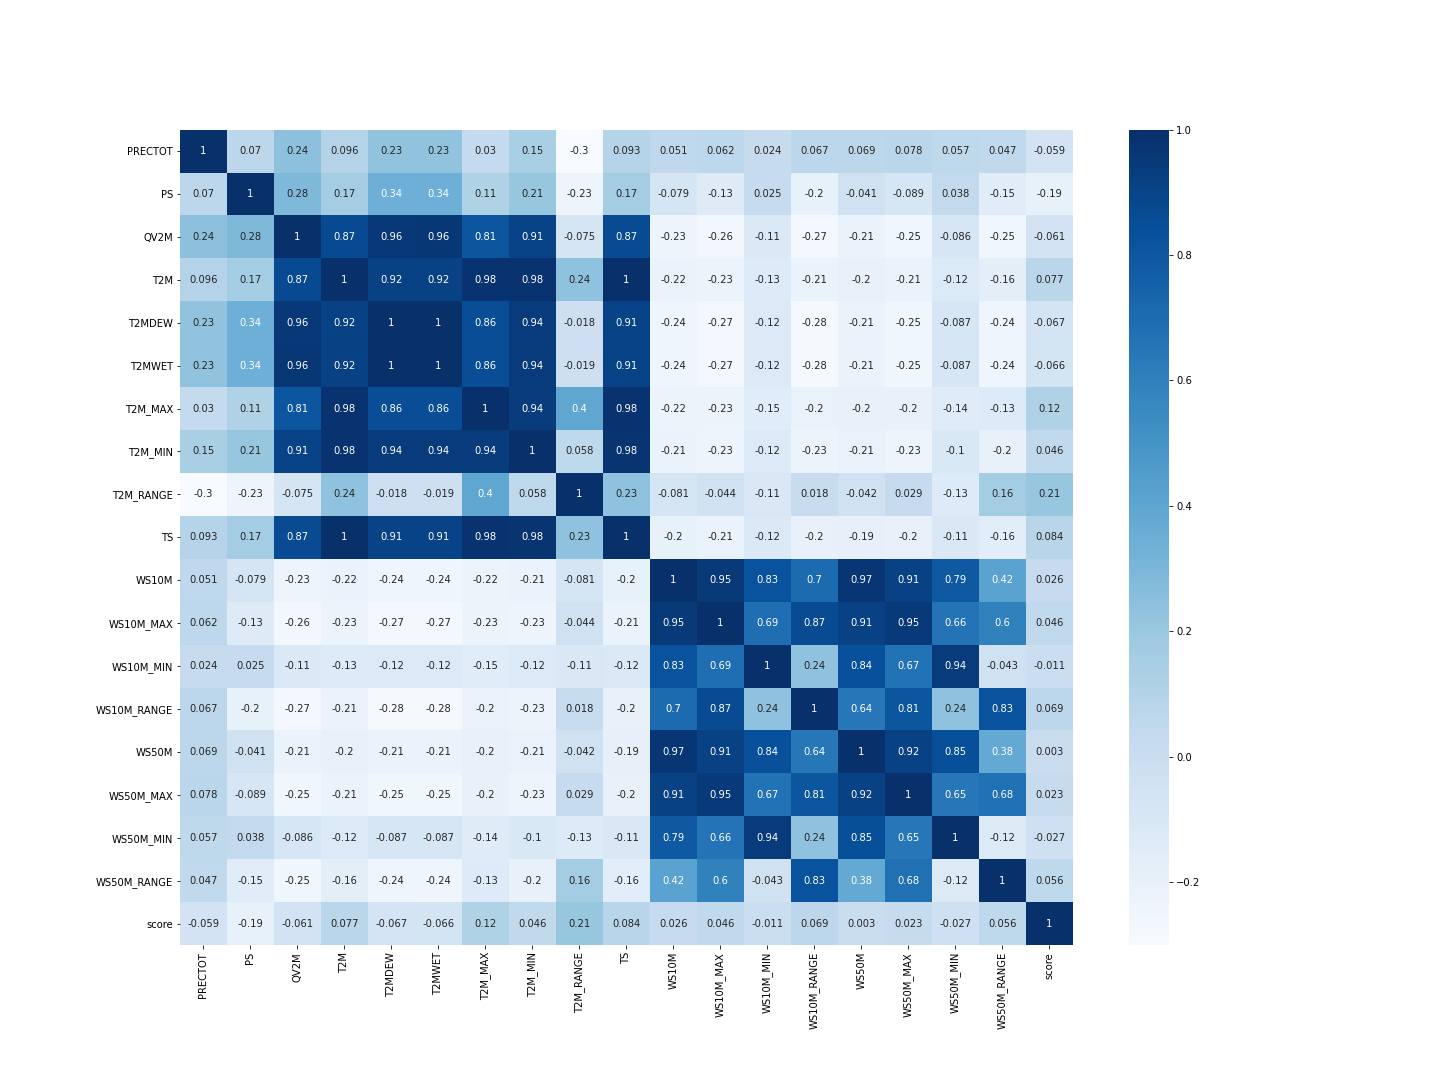 PRECTOT 1 0.07 0.24 0.096 0.23 0.23 0.03 0.15 -0.3 0.093 0.051 0.062 0.024 0.067 0.069 0.078 0.057 0.047 -0.059
PS 0.07 1 0.28 0.17 0.34 0.34 0.11 0.21 -0.23 0.17 -0.079 -0.13 0.025 -0.2 -0.041 -0.089 0.038 -0.15 -0.19
QV2M 0.24 0.28 1 0.87 0.96 0.96 0.81 0.91 -0.075 0.87 -0.23 -0.26 -0.11 -0.27 -0.21 -0.25 -0.086 -0.25 -0.061
T2M 0.096 0.17 0.87 1 0.92 0.92 0.98 0.98 0.24 1 -0.22 -0.23 -0.13 -0.21 -0.2 -0.21 -0.12 -0.16 0.077
T2MDEW 0.23 0.34 0.96 0.92 1 1 0.86 0.94 -0.018 0.91 -0.24 -0.27 -0.12 -0.28 -0.21 -0.25 -0.087 -0.24 -0.067
T2MWET 0.23 0.34 0.96 0.92 1 1 0.86 0.94 -0.019 0.91 -0.24 -0.27 -0.12 -0.28 -0.21 -0.25 -0.087 -0.24 -0.066
T2M_MAX 0.03 0.11 0.81 0.98 0.86 0.86 1 0.94 0.4 0.98 -0.22 -0.23 -0.15 -0.2 -0.2 -0.2 -0.14 -0.13 0.12
T2M_MIN 0.15 0.21 0.91 0.98 0.94 0.94 0.94 1 0.058 0.98 -0.21 -0.23 -0.12 -0.23 -0.21 -0.23 -0.1 -0.2 0.046
T2M_RANGE -0.3 -0.23 -0.075 0.24 -0.018 -0.019 0.4 0.058 1 0.23 -0.081 -0.044 -0.11 0.018 -0.042 0.029 -0.13 0.16 0.21
TS 0.093 0.17 0.87 1 0.91 0.91 0.98 0.98 0.23 1 -0.2 -0.21 -0.12 -0.2 -0.19 -0.2 -0.11 -0.16 0.084
WS10M 0.051 -0.079 -0.23 -0.22 -0.24 -0.24 -0.22 -0.21 -0.081 -0.2 1 0.95 0.83 0.7 0.97 0.91 0.79 0.42 0.026
WS10M_MAX 0.062 -0.13 -0.26 -0.23 -0.27 -0.27 -0.23 -0.23 -0.044 -0.21 0.95 1 0.69 0.87 0.91 0.95 0.66 0.6 0.046
WS10M_MIN 0.024 0.025 -0.11 -0.13 -0.12 -0.12 -0.15 -0.12 -0.11 -0.12 0.83 0.69 1 0.24 0.84 0.67 0.94 -0.043 -0.011
WS10M_RANGE 0.067 -0.2 -0.27 -0.21 -0.28 -0.28 -0.2 -0.23 0.018 -0.2 0.7 0.87 0.24 1 0.64 0.81 0.24 0.83 0.069
WS50M 0.069 -0.041 -0.21 -0.2 -0.21 -0.21 -0.2 -0.21 -0.042 -0.19 0.97 0.91 0.84 0.64 1 0.92 0.85 0.38 0.003
WS50M_MAX 0.078 -0.089 -0.25 -0.21 -0.25 -0.25 -0.2 -0.23 0.029 -0.2 0.91 0.95 0.67 0.81 0.92 1 0.65 0.68 0.023
WS50M_MIN 0.057 0.038 -0.086 -0.12 -0.087 -0.087 -0.14 -0.1 -0.13 -0.11 0.79 0.66 0.94 0.24 0.85 0.65 1 -0.12 -0.027
WS50M_RANGE 0.047 -0.15 -0.25 -0.16 -0.24 -0.24 -0.13 -0.2 0.16 -0.16 0.42 0.6 -0.043 0.83 0.38 0.68 -0.12 1 0.056
score -0.059 -0.19 -0.061 0.077 -0.067 -0.066 0.12 0.046 0.21 0.084 0.026 0.046 -0.011 0.069 0.003 0.023 -0.027 0.056 1
PRECTOT PS QV2M T2M T2MDEW T2MWET T2M_MAX T2M_MIN T2M_RANGE TS WS10M WS10M_MAX WS10M_MIN WS10M_RANGE WS50M WS50M_MAX WS50M_MIN WS50M_RANGE score
1.0
0.8
0.6
0.4
0.2
0.0
−0.2